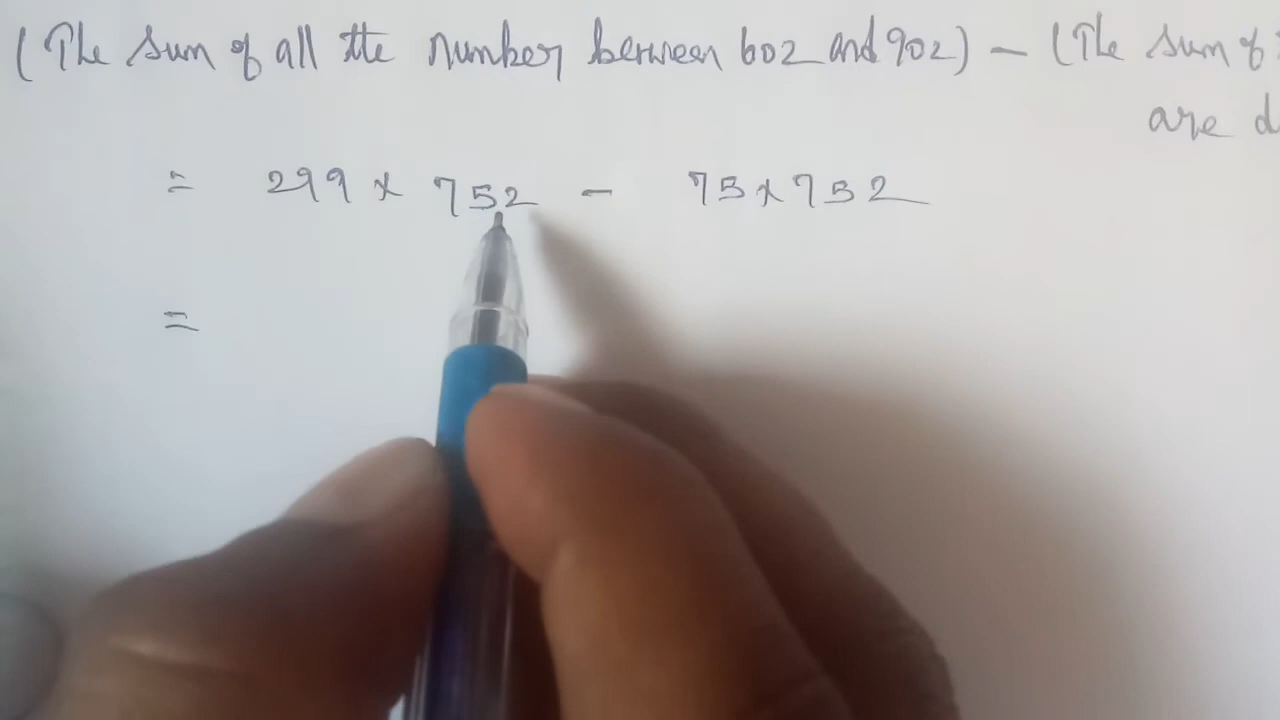 (The sum of all the number between 602 and 902) – (The sum of
are d
= 299 x 752 - 75 x 752
=